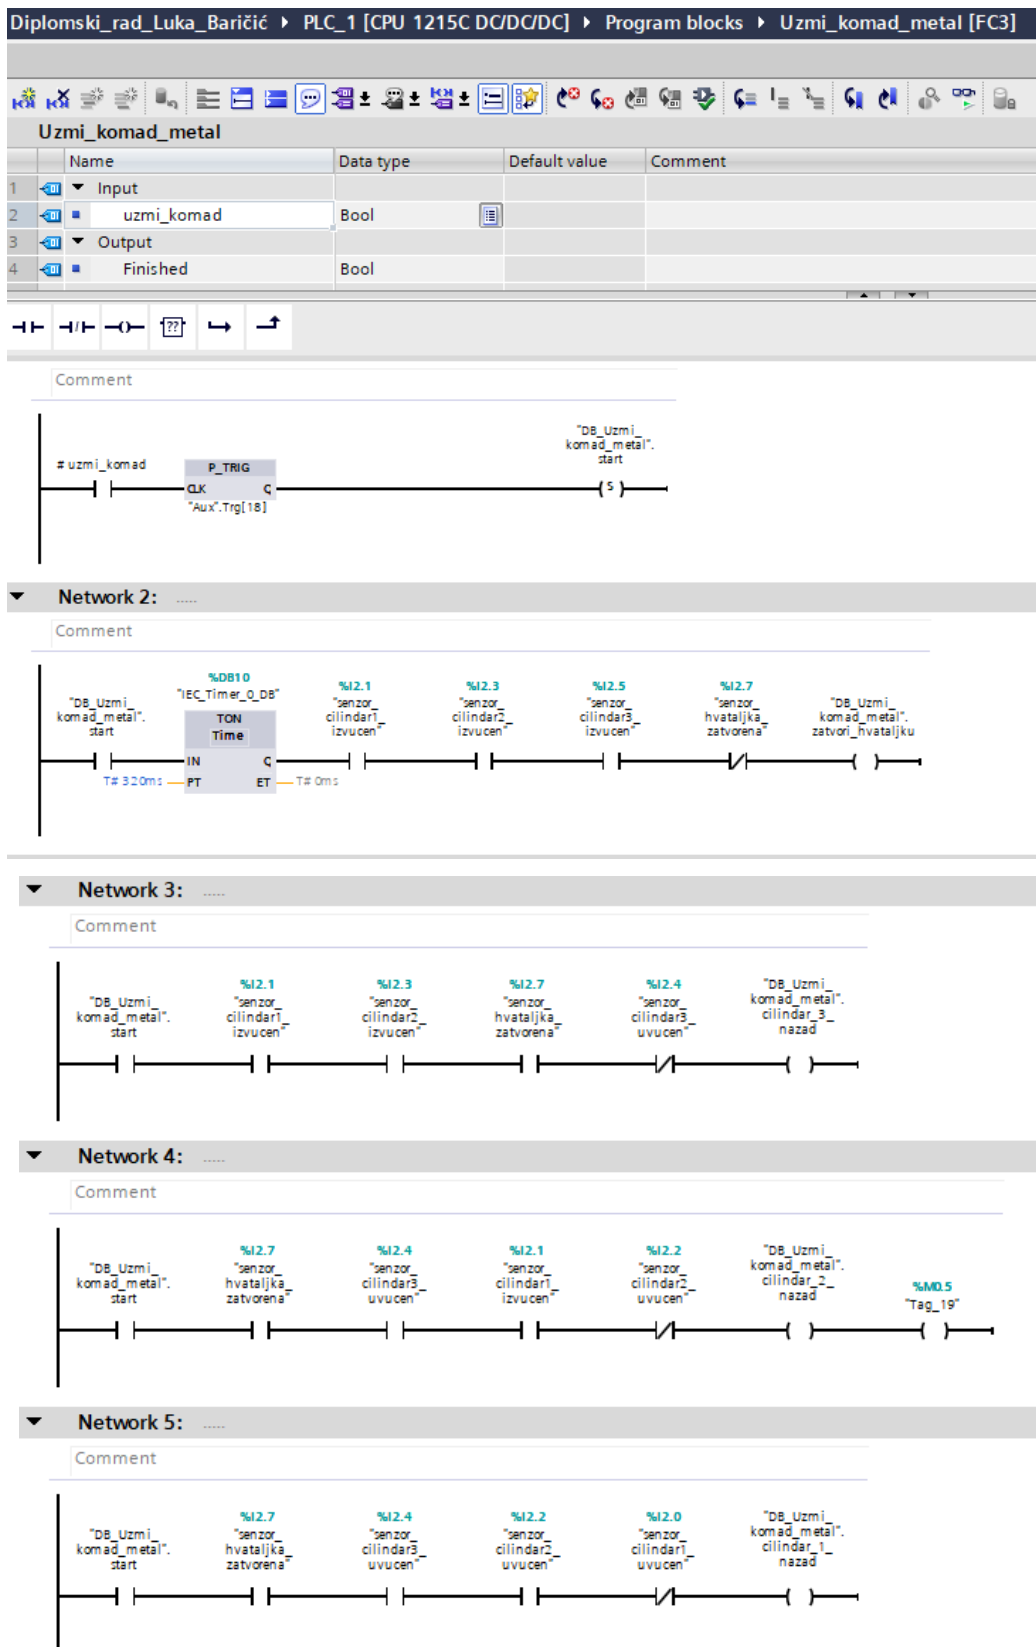 Diplomski_rad_Luka_Baričić ▸ PLC_1 [CPU 1215C DC/DC/DC] ▸ Program blocks ▸ Uzmi_komad_metal [FC3]
Uzmi_komad_metal
Name Data type Default value Comment
1 Input
2 uzmi_komad Bool
3 Output
4 Finished Bool
??
Comment
"DB_Uzmi_
komad_metal".
start
#uzmi_komad P_TRIG
CLK Q ( S )
"Aux".Trg[18]
Network 2: .....
Comment
%DB10
"IEC_Timer_0_DB"
%I2.1 %I2.3 %I2.5 %I2.7
"DB_Uzmi_
komad_metal".
start
TON
Time
"senzor_
cilindar1_
izvucen"
"senzor_
cilindar2_
izvucen"
"senzor_
cilindar3_
izvucen"
"senzor_
hvataljka_
zatvorena"
"DB_Uzmi_
komad_metal".
zatvori_hvataljku
IN Q
T#320ms PT ET T#0ms
Network 3: .....
Comment
"DB_Uzmi_
komad_metal".
start
%I2.1
"senzor_
cilindar1_
izvucen"
%I2.3
"senzor_
cilindar2_
izvucen"
%I2.7
"senzor_
hvataljka_
zatvorena"
%I2.4
"senzor_
cilindar3_
uvucen"
"DB_Uzmi_
komad_metal".
cilindar_3_
nazad
Network 4: .....
Comment
"DB_Uzmi_
komad_metal".
start
%I2.7
"senzor_
hvataljka_
zatvorena"
%I2.4
"senzor_
cilindar3_
uvucen"
%I2.1
"senzor_
cilindar1_
izvucen"
%I2.2
"senzor_
cilindar2_
uvucen"
"DB_Uzmi_
komad_metal".
cilindar_2_
nazad
%M0.5
"Tag_19"
Network 5: .....
Comment
"DB_Uzmi_
komad_metal".
start
%I2.7
"senzor_
hvataljka_
zatvorena"
%I2.4
"senzor_
cilindar3_
uvucen"
%I2.2
"senzor_
cilindar2_
uvucen"
%I2.0
"senzor_
cilindar1_
uvucen"
"DB_Uzmi_
komad_metal".
cilindar_1_
nazad